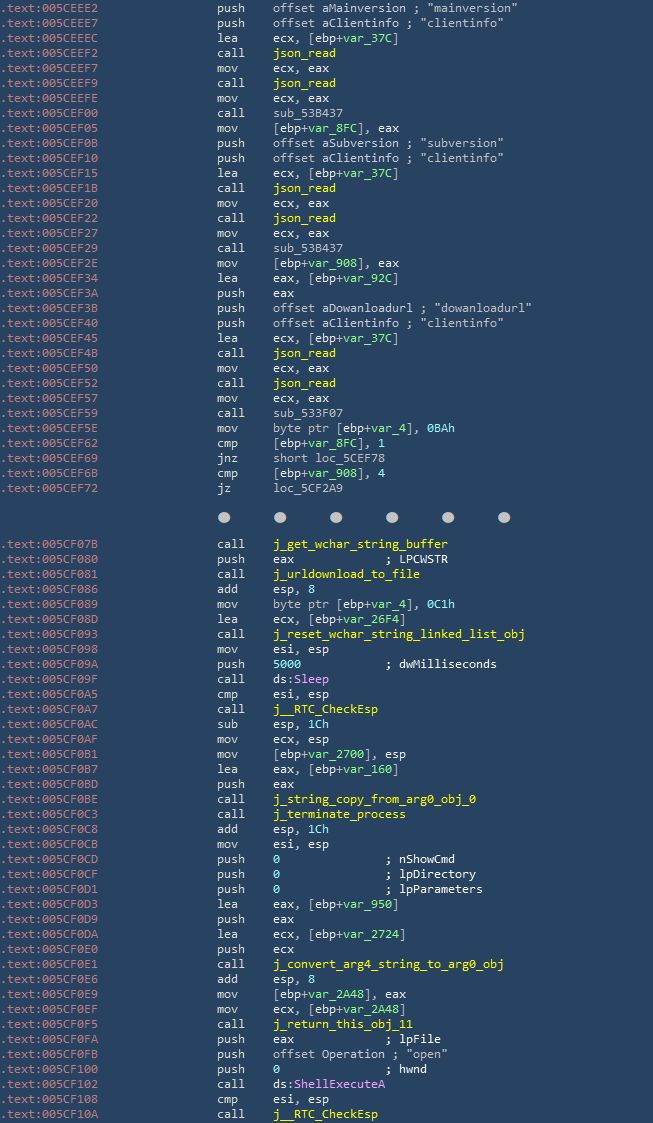 .text:005CEEE2 push offset aMainversion ; "mainversion"
.text:005CEEE7 push offset aClientinfo ; "clientinfo"
.text:005CEEEC lea ecx, [ebp+var_37C]
.text:005CEEF2 call json_read
.text:005CEEF7 mov ecx, eax
.text:005CEEF9 call json_read
.text:005CEEFE mov ecx, eax
.text:005CEF00 call sub_53B437
.text:005CEF05 mov [ebp+var_8FC], eax
.text:005CEF0B push offset aSubversion ; "subversion"
.text:005CEF10 push offset aClientinfo ; "clientinfo"
.text:005CEF15 lea ecx, [ebp+var_37C]
.text:005CEF1B call json_read
.text:005CEF20 mov ecx, eax
.text:005CEF22 call json_read
.text:005CEF27 mov ecx, eax
.text:005CEF29 call sub_53B437
.text:005CEF2E mov [ebp+var_908], eax
.text:005CEF34 lea eax, [ebp+var_92C]
.text:005CEF3A push eax
.text:005CEF3B push offset aDowanloadurl ; "dowanloadurl"
.text:005CEF40 push offset aClientinfo ; "clientinfo"
.text:005CEF45 lea ecx, [ebp+var_37C]
.text:005CEF4B call json_read
.text:005CEF50 mov ecx, eax
.text:005CEF52 call json_read
.text:005CEF57 mov ecx, eax
.text:005CEF59 call sub_533F07
.text:005CEF5E mov byte ptr [ebp+var_4], 0BAh
.text:005CEF62 cmp [ebp+var_8FC], 1
.text:005CEF69 jnz short loc_5CEF78
.text:005CEF6B cmp [ebp+var_908], 4
.text:005CEF72 jz loc_5CF2A9
.text:005CF07B call j_get_wchar_string_buffer
.text:005CF080 push eax ; LPCWSTR
.text:005CF081 call j_urldownload_to_file
.text:005CF086 add esp, 8
.text:005CF089 mov byte ptr [ebp+var_4], 0C1h
.text:005CF08D lea ecx, [ebp+var_26F4]
.text:005CF093 call j_reset_wchar_string_linked_list_obj
.text:005CF098 mov esi, esp
.text:005CF09A push 5000 ; dwMilliseconds
.text:005CF09F call ds:Sleep
.text:005CF0A5 cmp esi, esp
.text:005CF0A7 call j__RTC_CheckEsp
.text:005CF0AC sub esp, 1Ch
.text:005CF0AF mov ecx, esp
.text:005CF0B1 mov [ebp+var_2700], esp
.text:005CF0B7 lea eax, [ebp+var_160]
.text:005CF0BD push eax
.text:005CF0BE call j_string_copy_from_arg0_obj_0
.text:005CF0C3 call j_terminate_process
.text:005CF0C8 add esp, 1Ch
.text:005CF0CB mov esi, esp
.text:005CF0CD push 0 ; nShowCmd
.text:005CF0CF push 0 ; lpDirectory
.text:005CF0D1 push 0 ; lpParameters
.text:005CF0D3 lea eax, [ebp+var_950]
.text:005CF0D9 push eax
.text:005CF0DA lea ecx, [ebp+var_2724]
.text:005CF0E0 push ecx
.text:005CF0E1 call j_convert_arg4_string_to_arg0_obj
.text:005CF0E6 add esp, 8
.text:005CF0E9 mov [ebp+var_2A48], eax
.text:005CF0EF mov ecx, [ebp+var_2A48]
.text:005CF0F5 call j_return_this_obj_11
.text:005CF0FA push eax ; lpFile
.text:005CF0FB push offset Operation ; "open"
.text:005CF100 push 0 ; hwnd
.text:005CF102 call ds:ShellExecuteA
.text:005CF108 cmp esi, esp
.text:005CF10A call j__RTC_CheckEsp